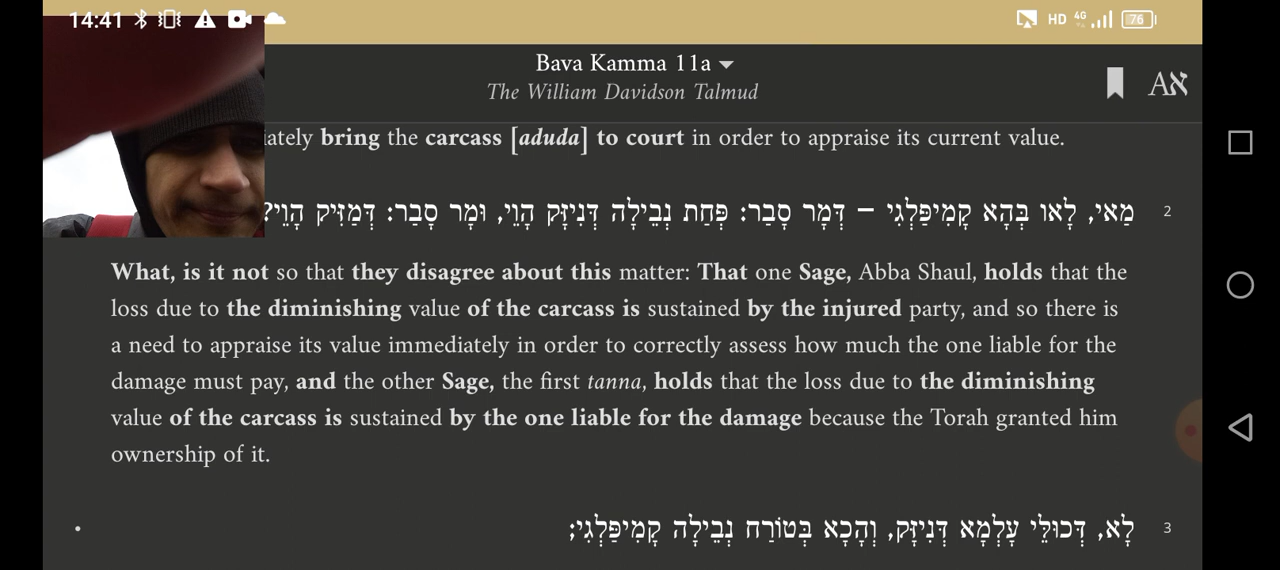 14:41
HD 4G 76
Bava Kamma 11a
The William Davidson Talmud
Aא
ately bring the carcass [aduda] to court in order to appraise its current value.
מַאי, לָאו בְּהָא קָמִיפַּלְגִי – דְּמָר סָבַר: פְּחַת נְבֵילָה דְּנִיזָּק הָוֵי, וּמָר סָבַר: דְּמַזִּיק הָוֵי?
2
What, is it not so that they disagree about this matter: That one Sage, Abba Shaul, holds that the
loss due to the diminishing value of the carcass is sustained by the injured party, and so there is
a need to appraise its value immediately in order to correctly assess how much the one liable for the
damage must pay, and the other Sage, the first tanna, holds that the loss due to the diminishing
value of the carcass is sustained by the one liable for the damage because the Torah granted him
ownership of it.
לָא, דְּכוּלֵּי עָלְמָא דְּנִיזָּק, וְהָכָא בְּטוֹרַח נְבֵילָה קָמִיפַּלְגִי;
3